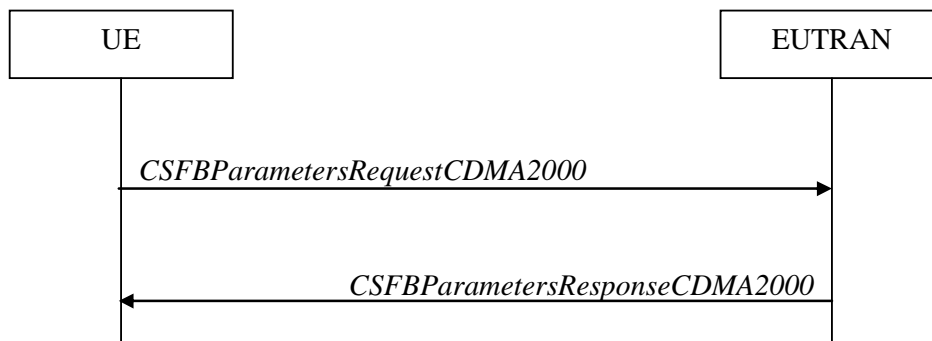 UE
EUTRAN
CSFBParametersRequestCDMA2000
CSFBParametersResponseCDMA2000